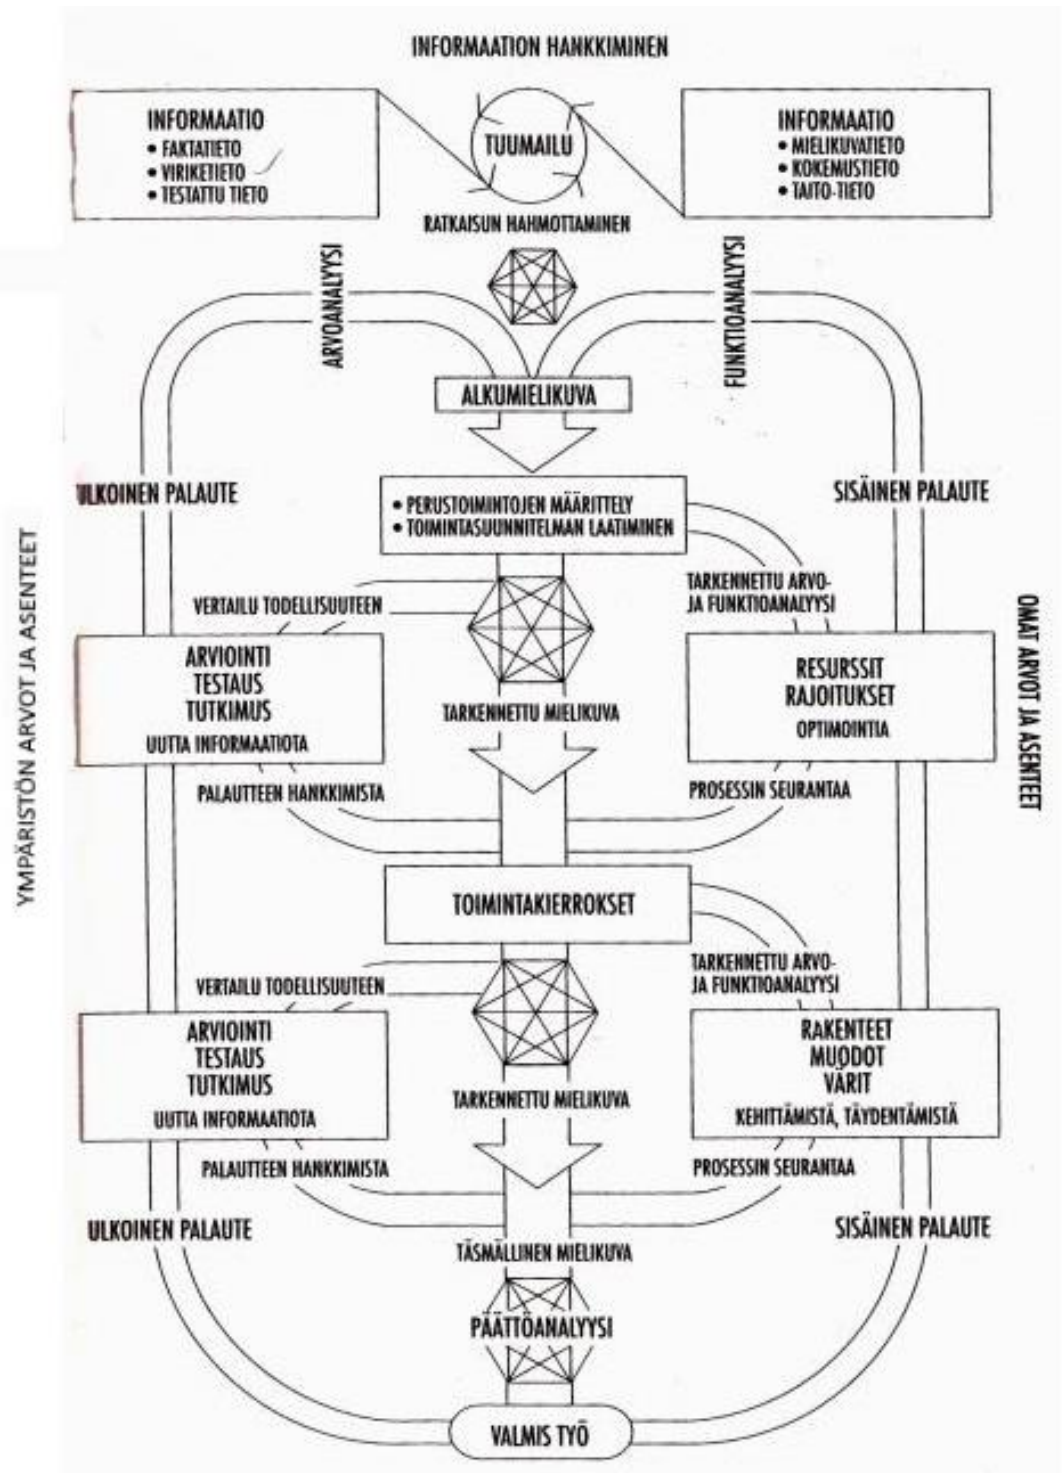 INFORMAATION HANKKIMINEN
INFORMAATIO
• FAKTATIETO
• VIRIKETIETO
• TESTATTU TIETO
TUUMAILU
INFORMAATIO
• MIELIKUVATIETO
• KOKEMUSTIETO
• TAITO-TIETO
RATKAISUN HAHMOTTAMINEN
ARVOANALYYSI
FUNKTIOANALYYSI
ALKUMIELIKUVA
ULKOINEN PALAUTE
SISÄINEN PALAUTE
• PERUSTOIMINTOJEN MÄÄRITTELY
• TOIMINTASUUNNITELMAN LAATIMINEN
YMPÄRISTÖN ARVOT JA ASENTEET
OMAT ARVOT JA ASENTEET
VERTAILU TODELLISUUTEEN
TARKENNETTU ARVO-
JA FUNKTIOANALYYSI
ARVIOINTI
TESTAUS
TUTKIMUS
UUTTA INFORMAATIOTA
TARKENNETTU MIELIKUVA
RESURSSIT
RAJOITUKSET
OPTIMOINTIA
PALAUTTEEN HANKKIMISTA
PROSESSIN SEURANTAA
TOIMINTAKIERROKSET
VERTAILU TODELLISUUTEEN
TARKENNETTU ARVO-
JA FUNKTIOANALYYSI
ARVIOINTI
TESTAUS
TUTKIMUS
UUTTA INFORMAATIOTA
TARKENNETTU MIELIKUVA
RAKENTEET
MUODOT
VÄRIT
KEHITTÄMISTÄ, TÄYDENTÄMISTÄ
PALAUTTEEN HANKKIMISTA
PROSESSIN SEURANTAA
ULKOINEN PALAUTE
SISÄINEN PALAUTE
TÄSMÄLLINEN MIELIKUVA
PÄÄTTÖANALYYSI
VALMIS TYÖ